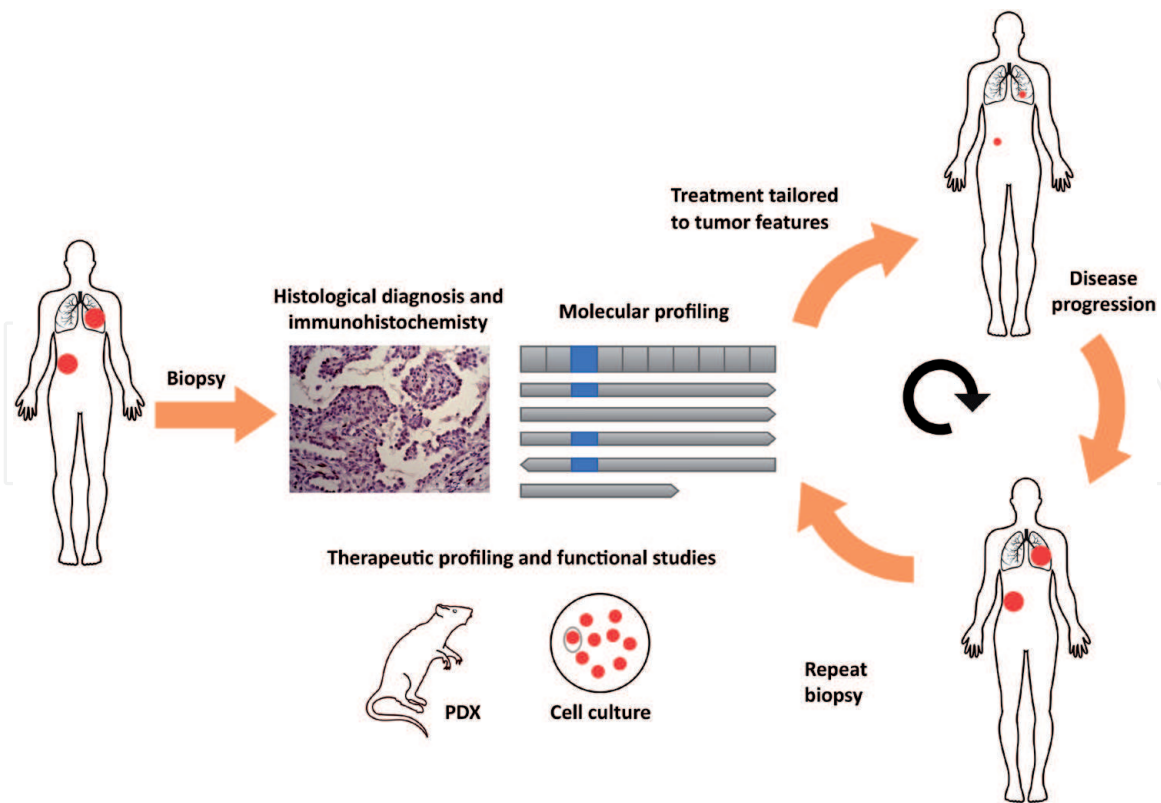 Biopsy
Histological diagnosis and
immunohistochemisty
Molecular profiling
Therapeutic profiling and functional studies
PDX
Cell culture
Treatment tailored
to tumor features
Disease
progression
Repeat
biopsy